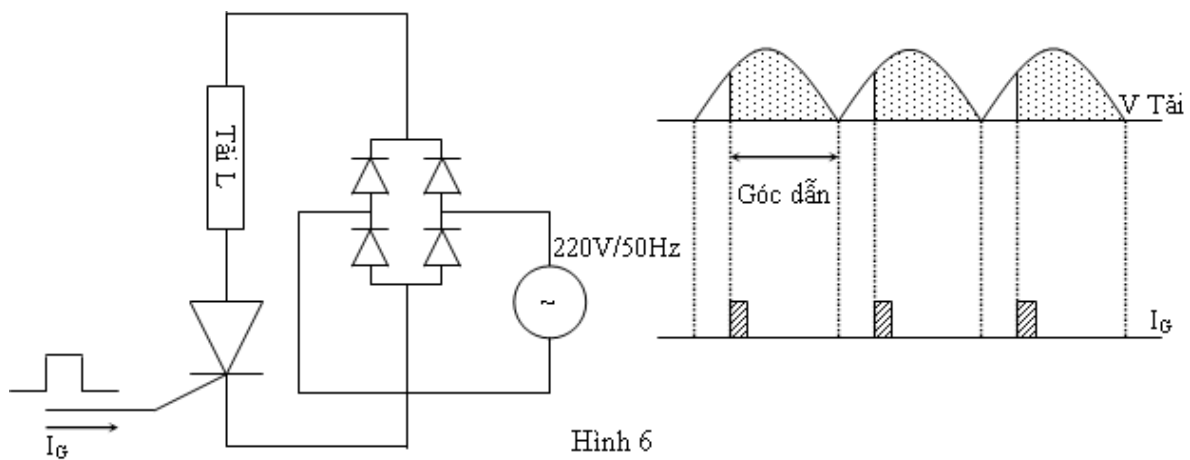 Tải L
220V/50Hz
~
I_G
V Tải
Góc dẫn
I_G
Hình 6